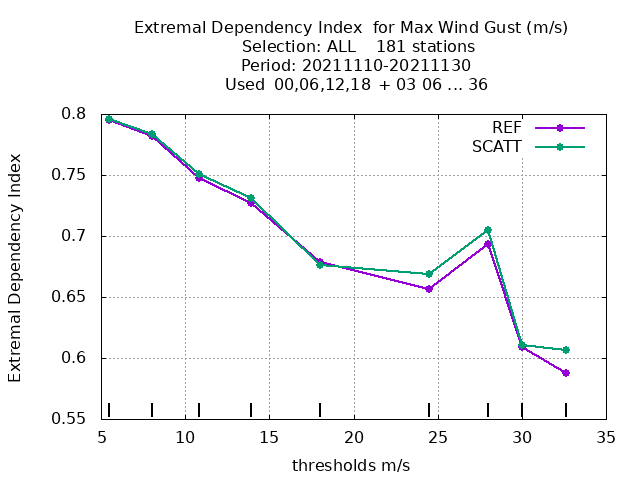 Extremal Dependency Index  for Max Wind Gust (m/s)
Selection: ALL    181 stations
Period: 20211110-20211130
Used  00,06,12,18  + 03 06 ... 36
REF
SCATT
Extremal Dependency Index
0.8
0.75
0.7
0.65
0.6
0.55
5 10 15 20 25 30 35
thresholds m/s